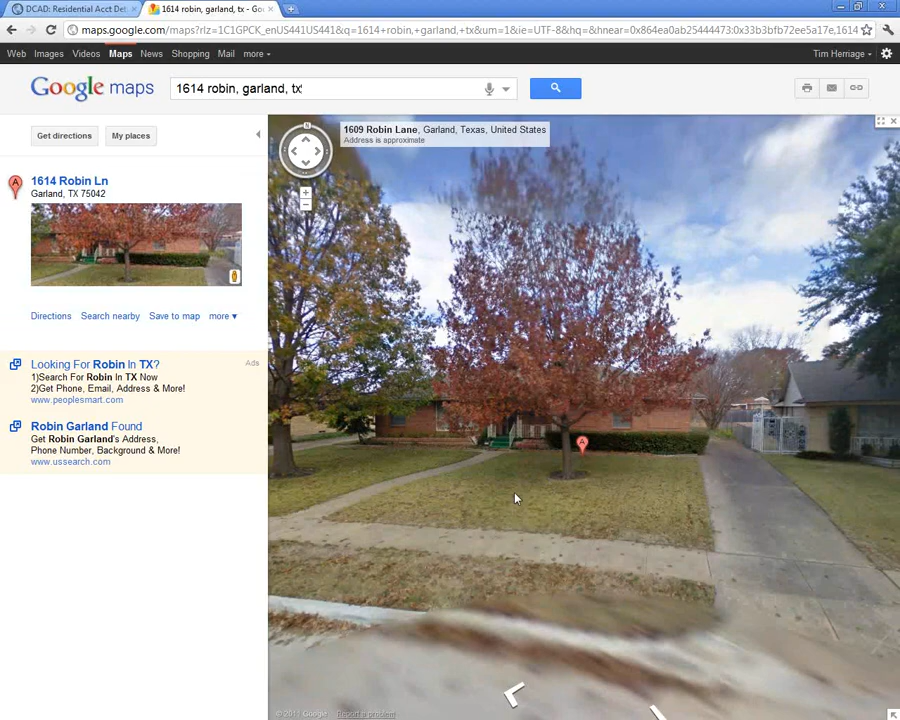 DCAD: Residential Acct Det
1614 robin, garland, tx - Go
maps.google.com/maps?rlz=1C1GPCK_enUS441US441&q=1614+robin,+garland,+tx&um=1&ie=UTF-8&hq=&hnear=0x864ea0ab25444473:0x33b3bfb72ee5a17e,1614
Web Images Videos Maps News Shopping Mail more
Tim Herriage
Google maps
1614 robin, garland, tx
Get directions
My places
1609 Robin Lane, Garland, Texas, United States
Address is approximate
N
A
1614 Robin Ln
Garland, TX 75042
Directions Search nearby Save to map more
A
Looking For Robin In TX?
Ads
1)Search For Robin In TX Now
2)Get Phone, Email, Address & More!
www.peoplesmart.com
Robin Garland Found
Get Robin Garland's Address,
Phone Number, Background & More!
www.ussearch.com
© 2011 Google
Report a problem